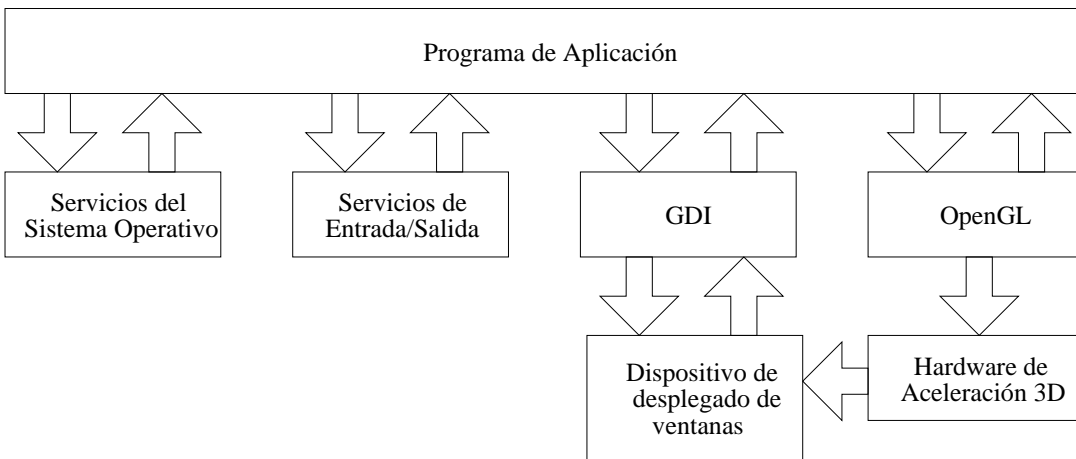 Programa de Aplicación
Servicios del
Sistema Operativo
Servicios de
Entrada/Salida
GDI
OpenGL
Dispositivo de
desplegado de
ventanas
Hardware de
Aceleración 3D